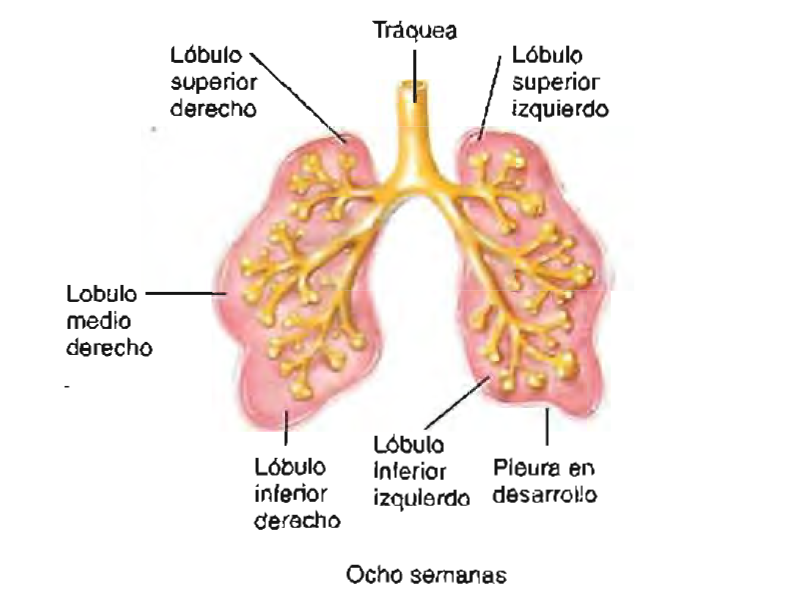 Tráquea
Lóbulo
superior
derecho
Lóbulo
superior
izquierdo
Lobulo
medio
derecho
Lóbulo
inferior
derecho
Lóbulo
Inferior
izquierdo
Pleura en
desarrollo
Ocho semanas